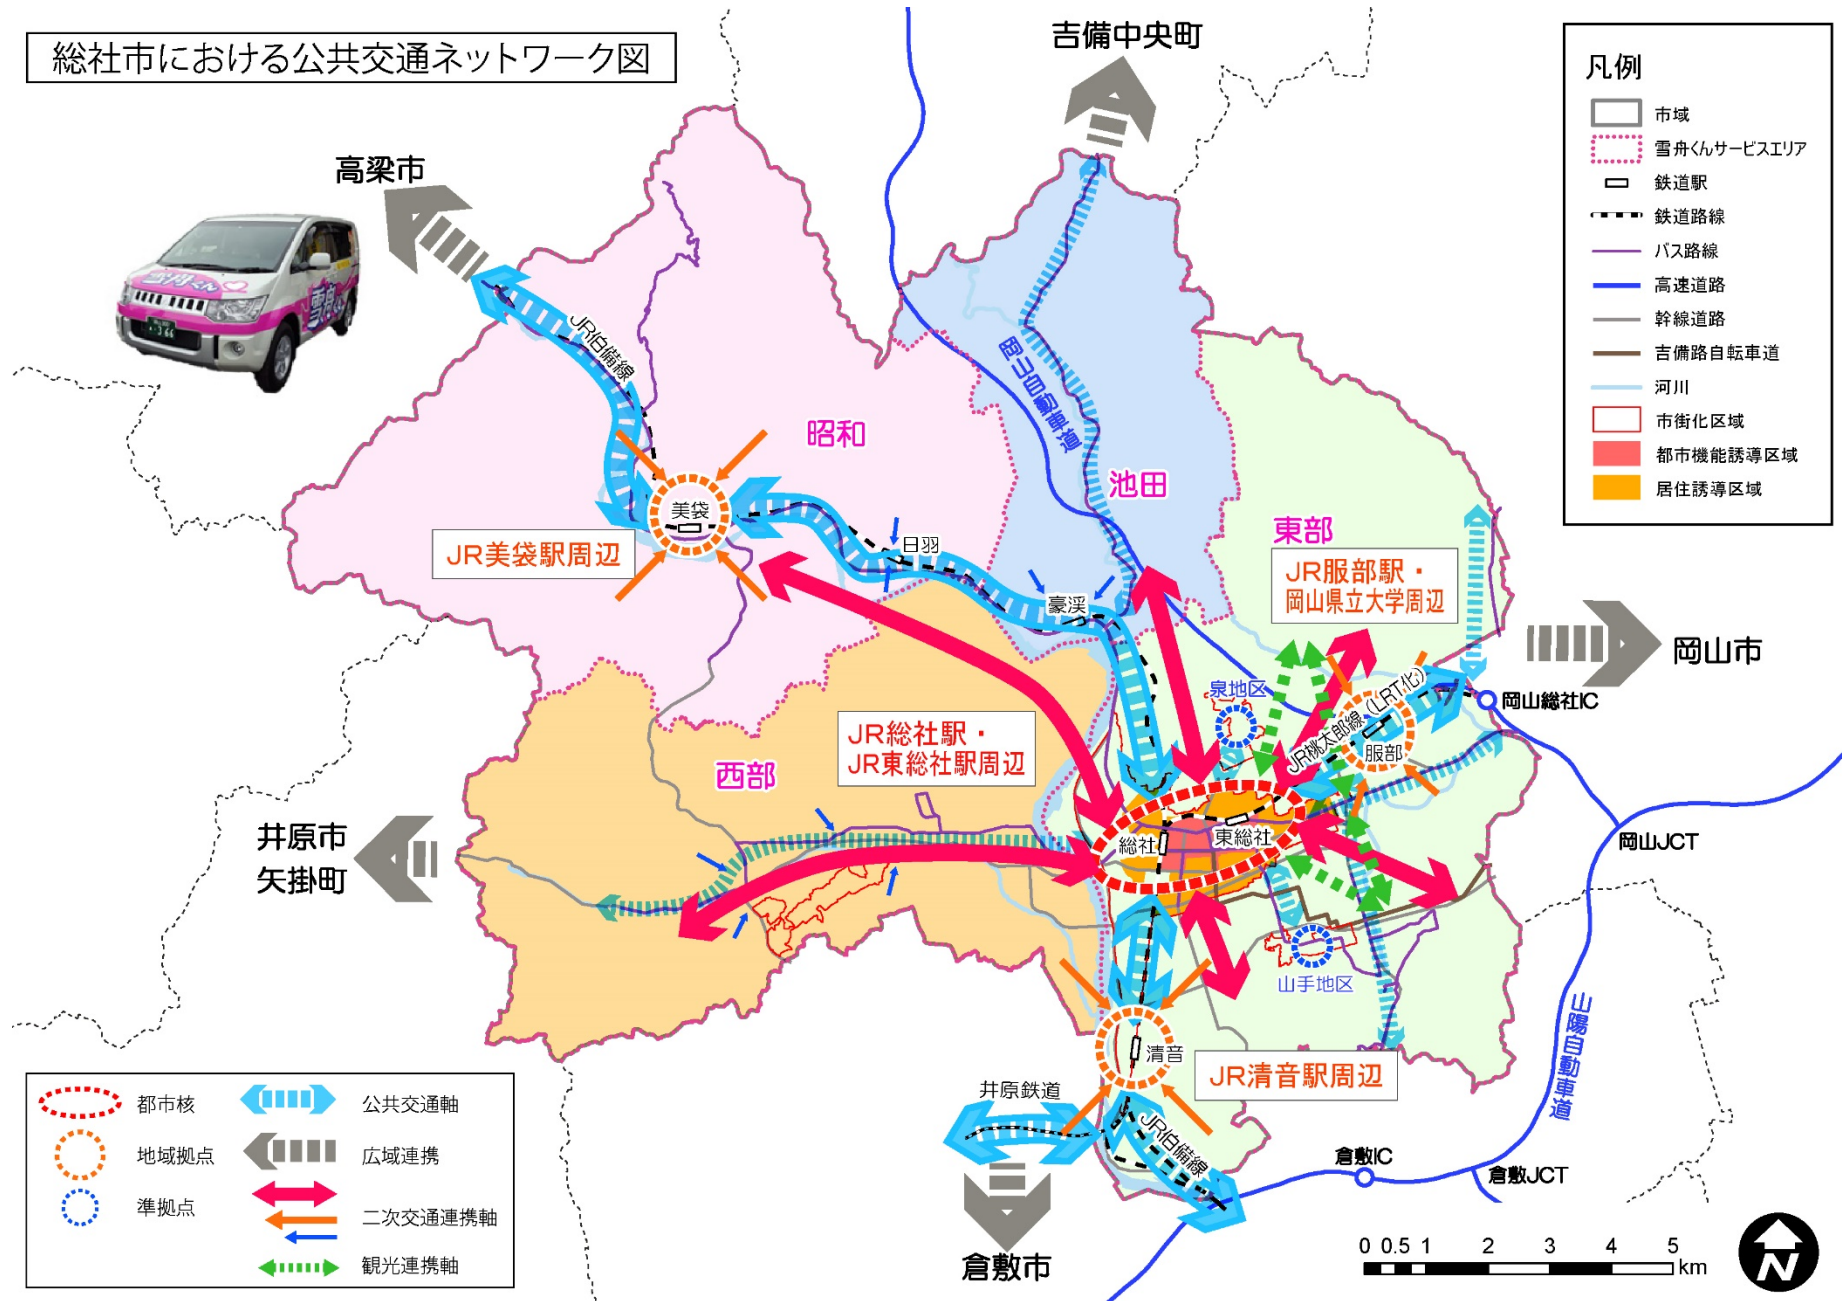 総社市における公共交通ネットワーク図
吉備中央町
高梁市
雪舟くん
雪舟くん
凡例
市域
雪舟くんサービスエリア
鉄道駅
鉄道路線
バス路線
高速道路
幹線道路
吉備路自転車道
河川
市街化区域
都市機能誘導区域
居住誘導区域
JR伯備線
岡山自動車道
昭和
池田
東部
美袋
JR美袋駅周辺
日羽
豪渓
JR服部駅・
岡山県立大学周辺
岡山市
泉地区
JR桃太郎線(LRT化)
岡山総社IC
服部
JR総社駅・
JR東総社駅周辺
西部
井原市
矢掛町
総社
東総社
岡山JCT
山手地区
山陽自動車道
清音
JR清音駅周辺
井原鉄道
JR伯備線
倉敷IC
倉敷JCT
倉敷市
都市核
地域拠点
準拠点
公共交通軸
広域連携
二次交通連携軸
観光連携軸
0 0.5 1 2 3 4 5
km
N